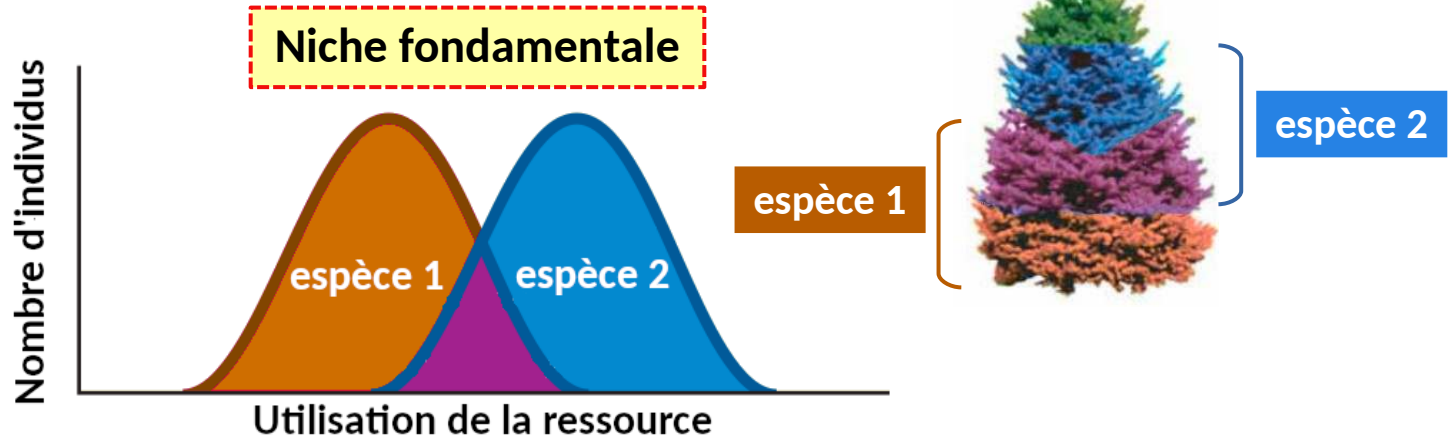 Niche fondamentale
Nombre d'individus
espèce 1
espèce 2
Utilisation de la ressource
espèce 1
espèce 2